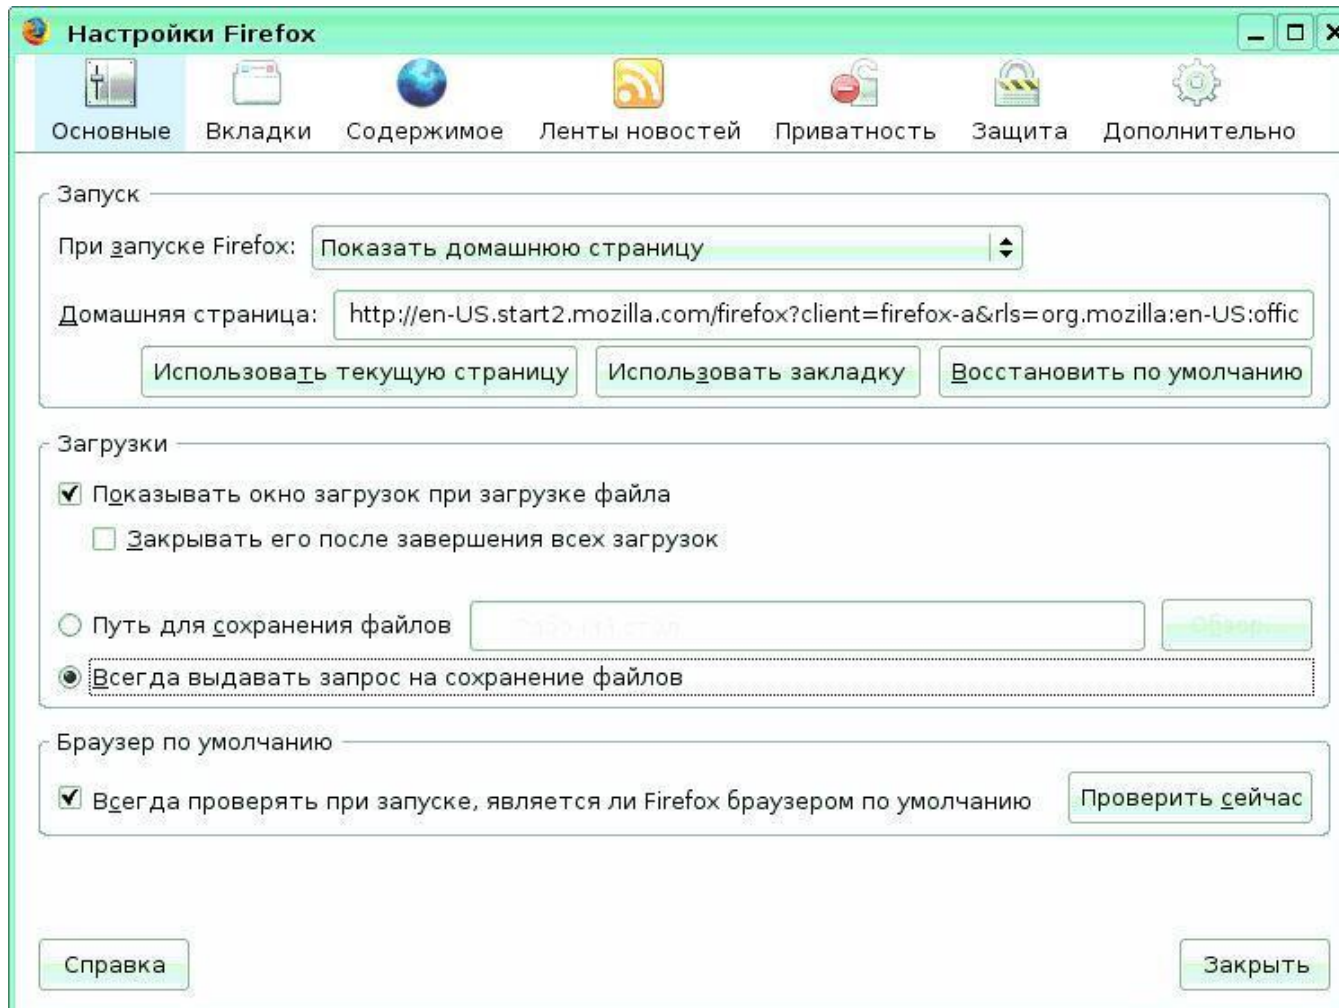 Настройки Firefox
Основные Вкладки Содержимое Ленты новостей Приватность Защита Дополнительно
Запуск
При запуске Firefox: Показать домашнюю страницу
Домашняя страница: http://en-US.start2.mozilla.com/firefox?client=firefox-a&rls=org.mozilla:en-US:offic
Использовать текущую страницу Использовать закладку Восстановить по умолчанию
Загрузки
Показывать окно загрузок при загрузке файла
Закрывать его после завершения всех загрузок
Путь для сохранения файлов Рабочий стол Обзор...
Всегда выдавать запрос на сохранение файлов
Браузер по умолчанию
Всегда проверять при запуске, является ли Firefox браузером по умолчанию Проверить сейчас
Справка Закрыть